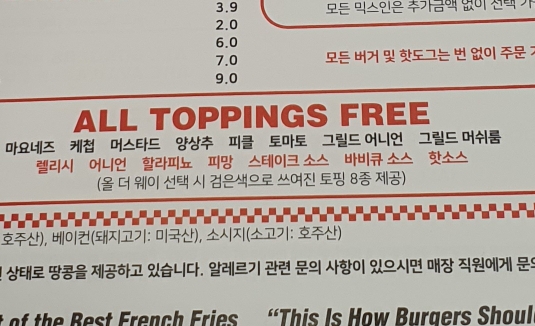 3.9
모든 믹스인은 추가금액 없이 선택
2.0
6.0
7.0
모든 버거 및 핫도그는 번 없이 주문
9.0
ALL TOPPINGS FREE
마요네즈 케첩 머스타드 양상추 피클 토마토 그릴드 어니언 그릴드 머쉬룸
렐리시 어니언 할라피뇨 피망 스테이크 소스 바비큐 소스 핫소스
(올 더 웨이 선택 시 검은색으로 쓰여진 토핑 8종 제공)
호주산), 베이컨(돼지고기: 미국산), 소시지(소고기: 호주산)
상태로 땅콩을 제공하고 있습니다. 알레르기 관련 문의 사항이 있으시면 매장 직원에게
of the Best French Fries "This Is How Burgers